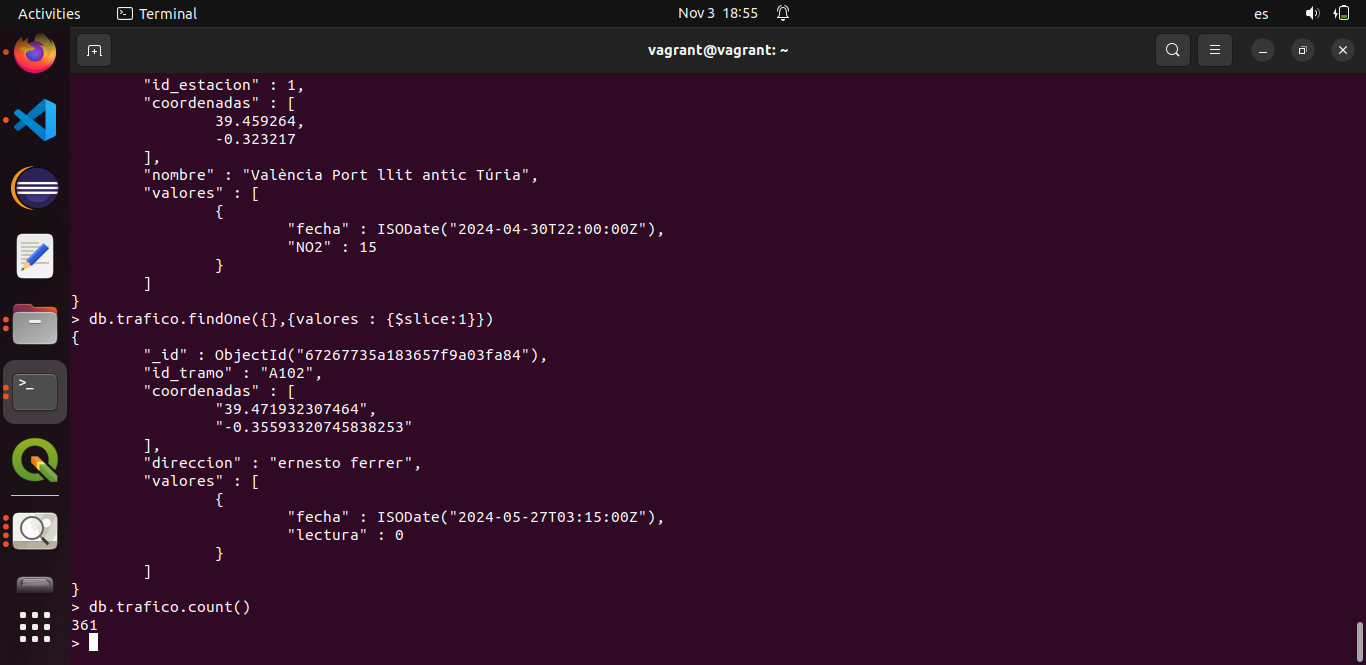 Activities
Terminal
Nov 3 18:55
es
vagrant@vagrant: ~
"id_estacion" : 1,
"coordenadas" : [
39.459264,
-0.323217
],
"nombre" : "València Port llit antic Túria",
"valores" : [
{
"fecha" : ISODate("2024-04-30T22:00:00Z"),
"NO2" : 15
}
]
}
> db.trafico.findOne({},{valores : {$slice:1}})
{
"_id" : ObjectId("67267735a183657f9a03fa84"),
"id_tramo" : "A102",
"coordenadas" : [
"39.471932307464",
"-0.35593320745838253"
],
"direccion" : "ernesto ferrer",
"valores" : [
{
"fecha" : ISODate("2024-05-27T03:15:00Z"),
"lectura" : 0
}
]
}
> db.trafico.count()
361
>